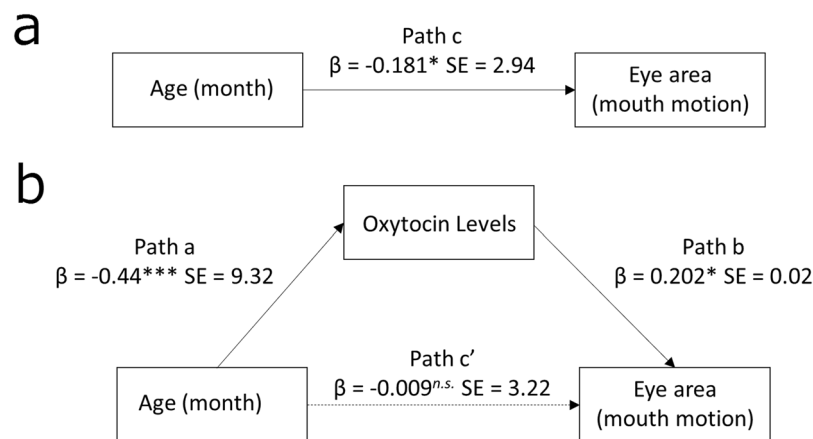 a
Path c
β = -0.181* SE = 2.94
Age (month)
Eye area
(mouth motion)
b
Oxytocin Levels
Path a
β = -0.44*** SE = 9.32
Path b
β = 0.202* SE = 0.02
Path c’
β = -0.009n.s. SE = 3.22
Age (month)
Eye area
(mouth motion)